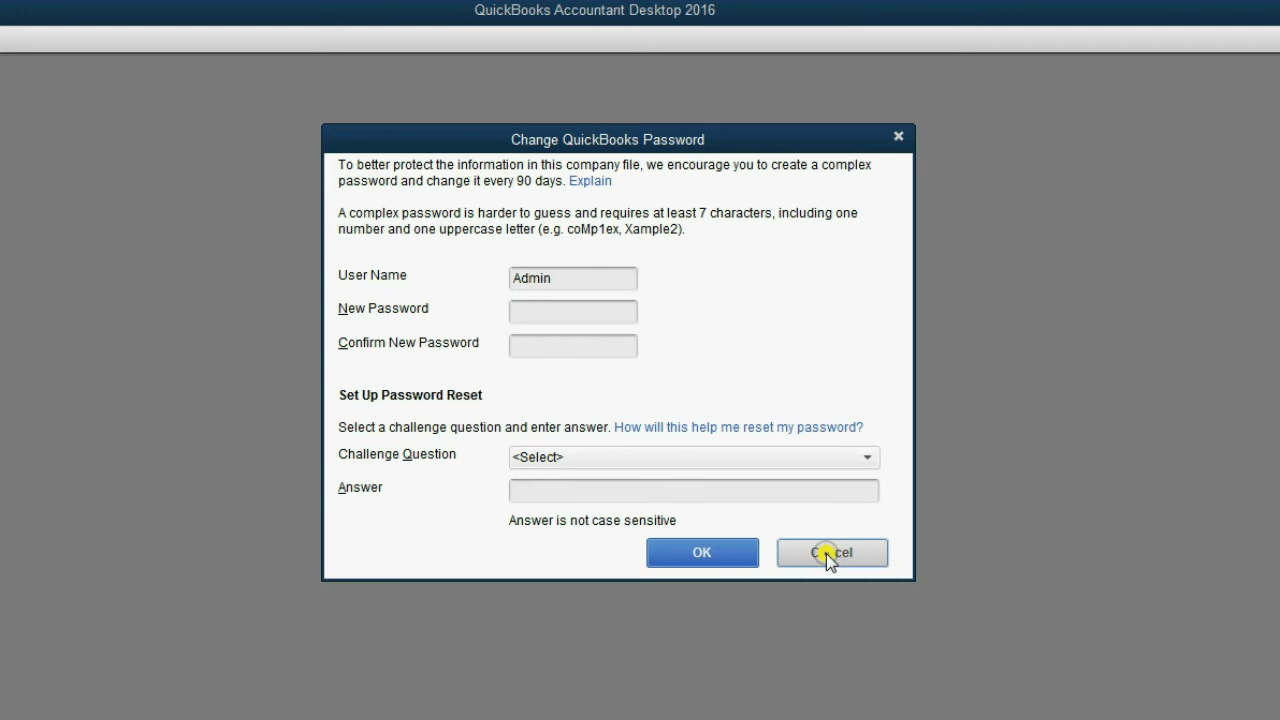 QuickBooks Accountant Desktop 2016
Change QuickBooks Password
To better protect the information in this company file, we encourage you to create a complex
password and change it every 90 days. Explain
A complex password is harder to guess and requires at least 7 characters, including one
number and one uppercase letter (e.g. coMp1ex, Xample2).
User Name Admin
New Password
Confirm New Password
Set Up Password Reset
Select a challenge question and enter answer. How will this help me reset my password?
Challenge Question <Select>
Answer
Answer is not case sensitive
OK Cancel